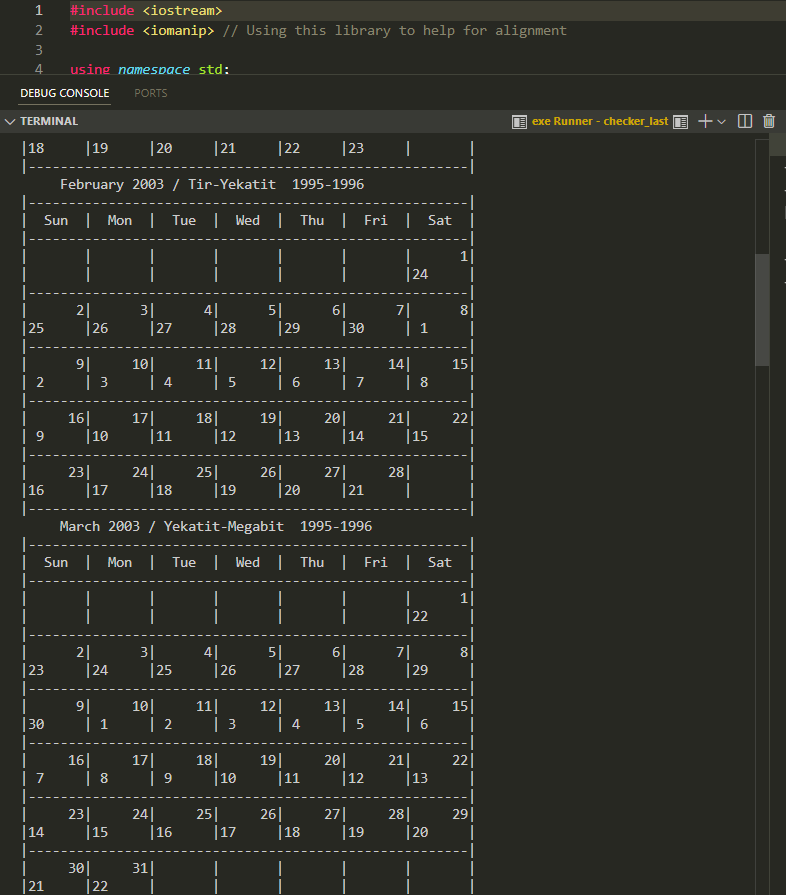 1 #include <iostream>
2 #include <iomanip> // Using this library to help for alignment
3
4 using namespace std;
DEBUG CONSOLE PORTS
TERMINAL exe Runner - checker_last
|18 |19 |20 |21 |22 |23 | |
|-------------------------------------------------------|
February 2003 / Tir-Yekatit 1995-1996
|-------------------------------------------------------|
| Sun | Mon | Tue | Wed | Thu | Fri | Sat |
|-------------------------------------------------------|
| | | | | | | 1|
| | | | | | |24 |
|-------------------------------------------------------|
| 2| 3| 4| 5| 6| 7| 8|
|25 |26 |27 |28 |29 |30 | 1 |
|-------------------------------------------------------|
| 9| 10| 11| 12| 13| 14| 15|
| 2 | 3 | 4 | 5 | 6 | 7 | 8 |
|-------------------------------------------------------|
| 16| 17| 18| 19| 20| 21| 22|
| 9 |10 |11 |12 |13 |14 |15 |
|-------------------------------------------------------|
| 23| 24| 25| 26| 27| 28| |
|16 |17 |18 |19 |20 |21 | |
|-------------------------------------------------------|
March 2003 / Yekatit-Megabit 1995-1996
|-------------------------------------------------------|
| Sun | Mon | Tue | Wed | Thu | Fri | Sat |
|-------------------------------------------------------|
| | | | | | | 1|
| | | | | | |22 |
|-------------------------------------------------------|
| 2| 3| 4| 5| 6| 7| 8|
|23 |24 |25 |26 |27 |28 |29 |
|-------------------------------------------------------|
| 9| 10| 11| 12| 13| 14| 15|
|30 | 1 | 2 | 3 | 4 | 5 | 6 |
|-------------------------------------------------------|
| 16| 17| 18| 19| 20| 21| 22|
| 7 | 8 | 9 |10 |11 |12 |13 |
|-------------------------------------------------------|
| 23| 24| 25| 26| 27| 28| 29|
|14 |15 |16 |17 |18 |19 |20 |
|-------------------------------------------------------|
| 30| 31| | | | | |
|21 |22 | | | | | |